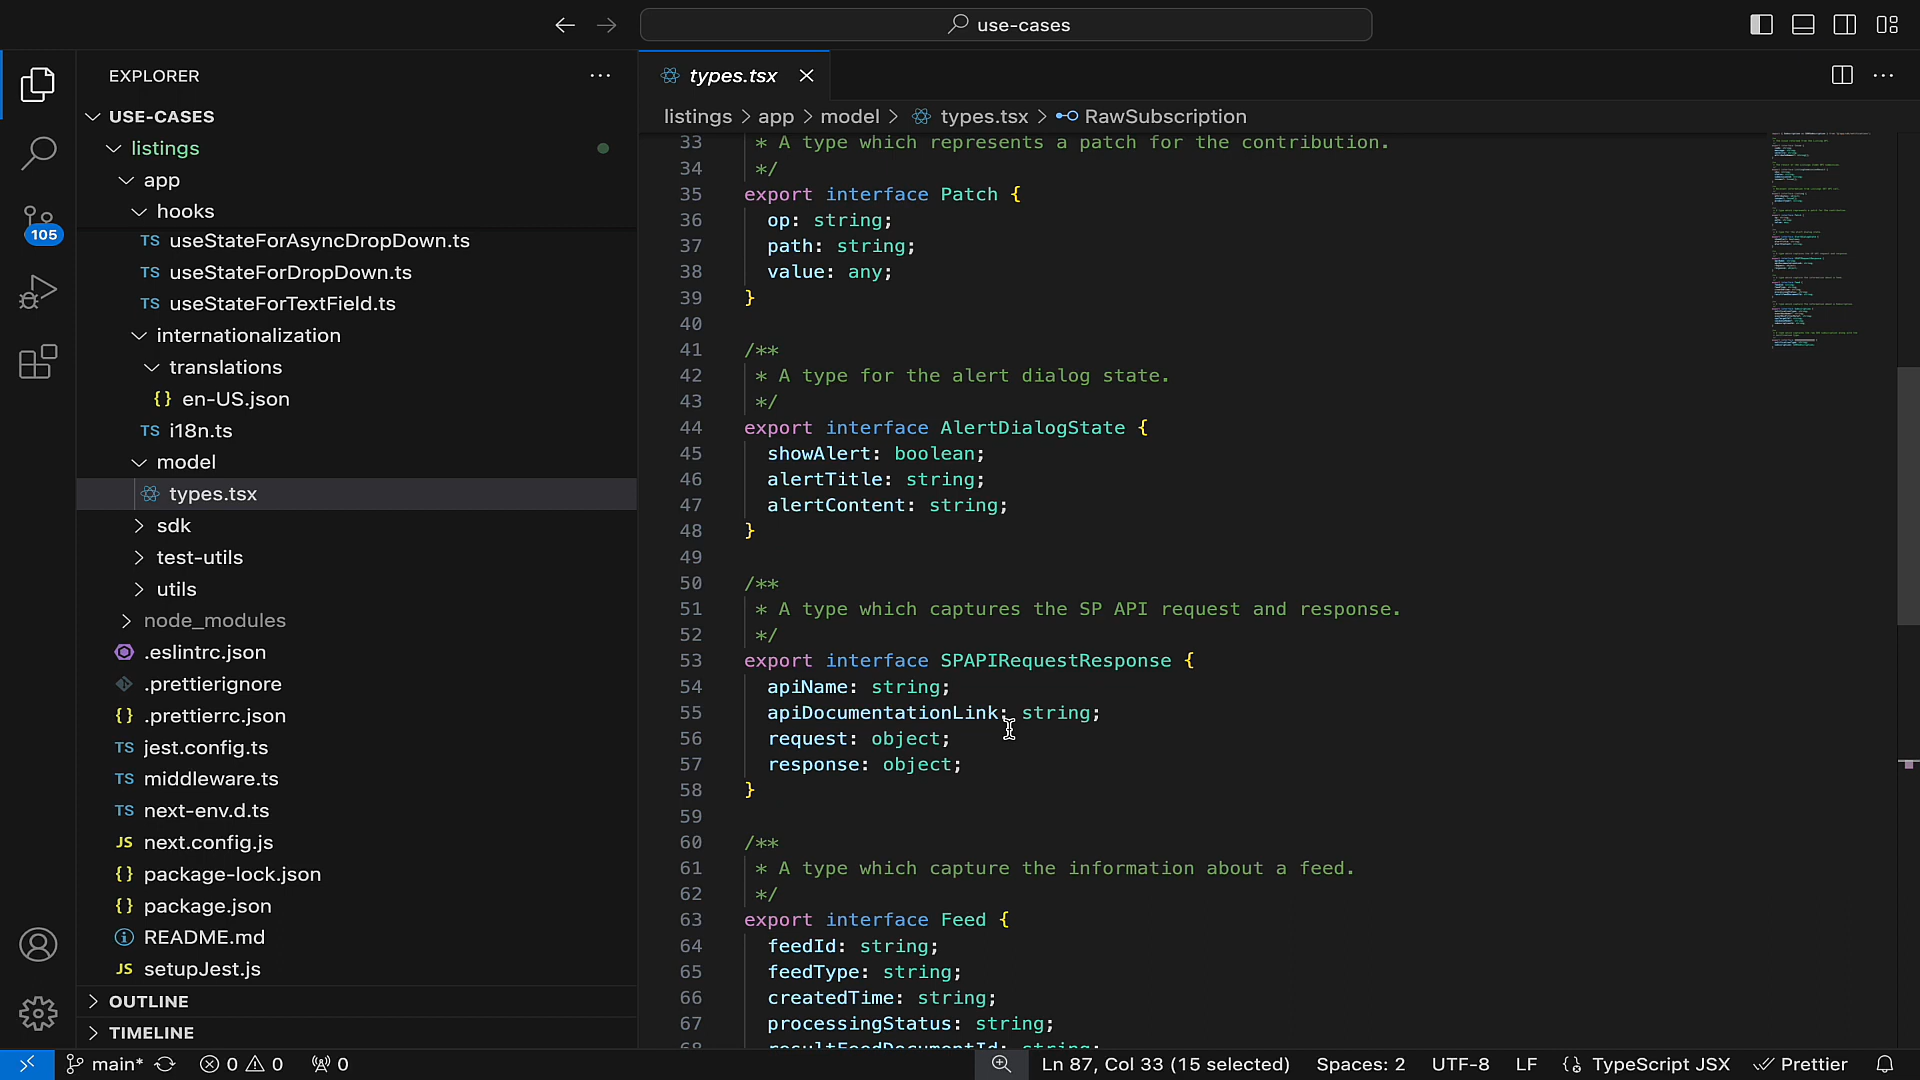 use-cases
EXPLORER
types.tsx
USE-CASES
listings > app > model > types.tsx > RawSubscription
listings
app
hooks
useStateForAsyncDropDown.ts
useStateForDropDown.ts
useStateForTextField.ts
internationalization
translations
en-US.json
i18n.ts
model
types.tsx
sdk
test-utils
utils
node_modules
.eslintrc.json
.prettierignore
.prettierrc.json
jest.config.ts
middleware.ts
next-env.d.ts
next.config.js
package-lock.json
package.json
README.md
setupJest.js
OUTLINE
TIMELINE
105
33 * A type which represents a patch for the contribution.
34 */
35 export interface Patch {
36 op: string;
37 path: string;
38 value: any;
39 }
40
41 /**
42 * A type for the alert dialog state.
43 */
44 export interface AlertDialogState {
45 showAlert: boolean;
46 alertTitle: string;
47 alertContent: string;
48 }
49
50 /**
51 * A type which captures the SP API request and response.
52 */
53 export interface SPAPIRequestResponse {
54 apiName: string;
55 apiDocumentationLink: string;
56 request: object;
57 response: object;
58 }
59
60 /**
61 * A type which capture the information about a feed.
62 */
63 export interface Feed {
64 feedId: string;
65 feedType: string;
66 createdTime: string;
67 processingStatus: string;
68 resultFeedDocumentId: string;
main* 0 0 0 Ln 87, Col 33 (15 selected) Spaces: 2 UTF-8 LF {} TypeScript JSX Prettier